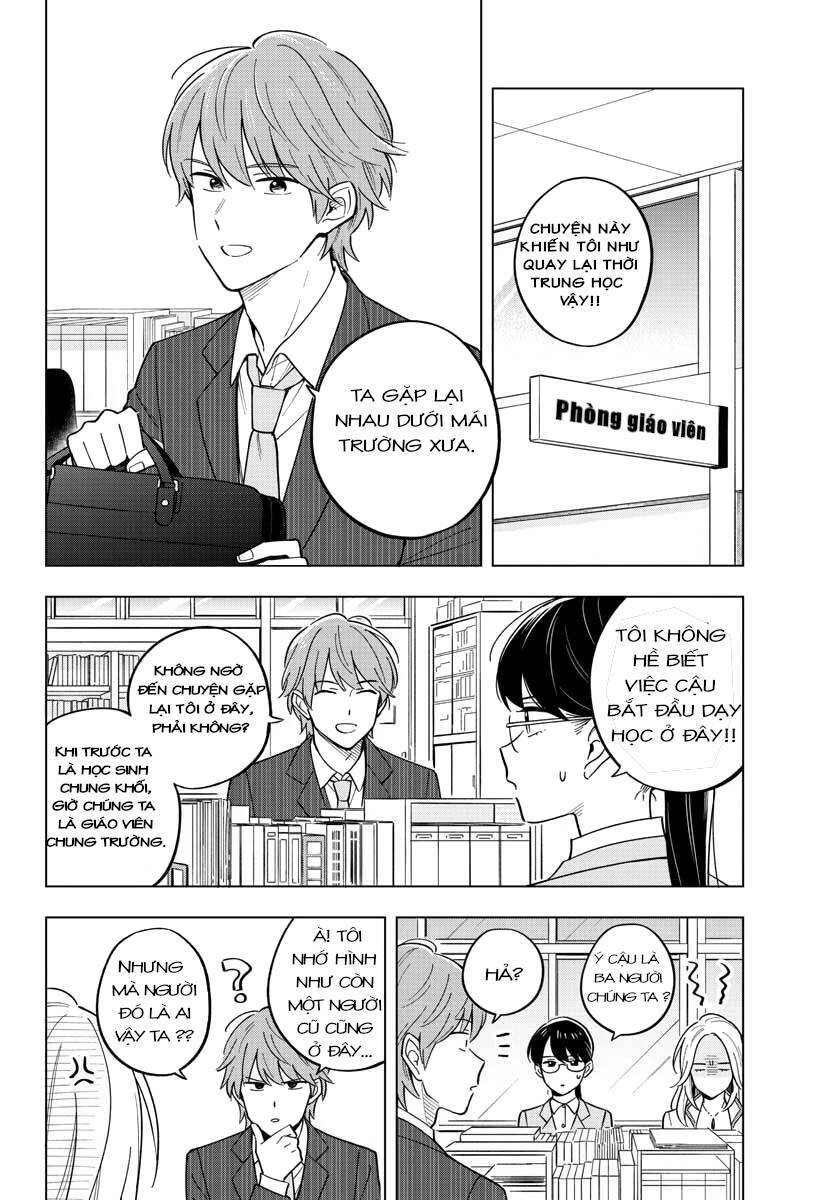 CHUYỆN NÀY
KHIẾN TÔI NHƯ
QUAY LẠI THỜI
TRUNG HỌC
VẬY!!
Phòng giáo viên
TA GẶP LẠI
NHAU DƯỚI MÁI
TRƯỜNG XƯA.
TÔI KHÔNG
HỀ BIẾT
VIỆC CẬU
BẮT ĐẦU DẠY
HỌC Ở ĐÂY!!
KHÔNG NGỜ
ĐẾN CHUYỆN GẶP
LẠI TÔI Ở ĐÂY,
PHẢI KHÔNG?
KHI TRƯỚC TA
LÀ HỌC SINH
CHUNG KHỐI,
GIỜ CHÚNG TA
LÀ GIÁO VIÊN
CHUNG TRƯỜNG.
Ý CẬU LÀ
BA NGƯỜI
CHÚNG TA ?
HẢ?
À! TÔI
NHỚ HÌNH
NHƯ CÒN
MỘT NGƯỜI
CŨ CŨNG
Ở ĐÂY...
?
NHƯNG
MÀ NGƯỜI
ĐÓ LÀ AI
VẬY TA ??